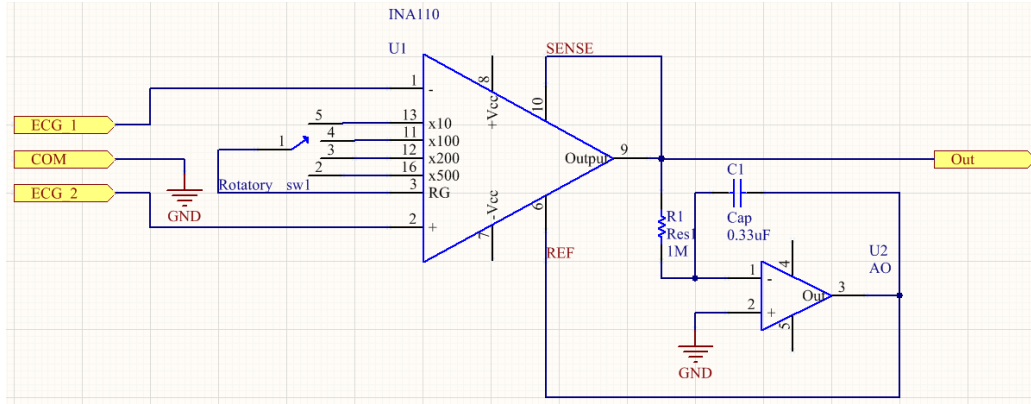 INA110
U1
SENSE
1
-
8
+Vcc
10
ECG_1
5
13
x10
1
4
11
x100
COM
3
12
x200
Output
9
Out
2
16
x500
Rotatory sw1
3
RG
ECG_2
GND
2
+
7
-Vcc
6
REF
C1
Cap
0.33uF
R1
Res1
1M
U2
AO
1
-
4
Out
3
2
+
5
GND